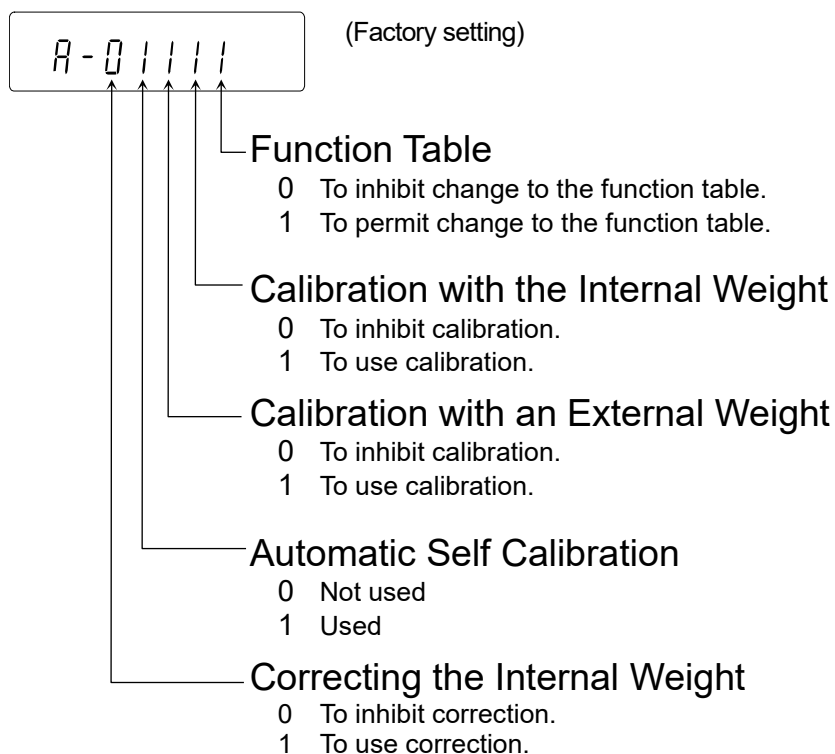 A-01111
(Factory setting)
Function Table
0 To inhibit change to the function table.
1 To permit change to the function table.
Calibration with the Internal Weight
0 To inhibit calibration.
1 To use calibration.
Calibration with an External Weight
0 To inhibit calibration.
1 To use calibration.
Automatic Self Calibration
0 Not used
1 Used
Correcting the Internal Weight
0 To inhibit correction.
1 To use correction.